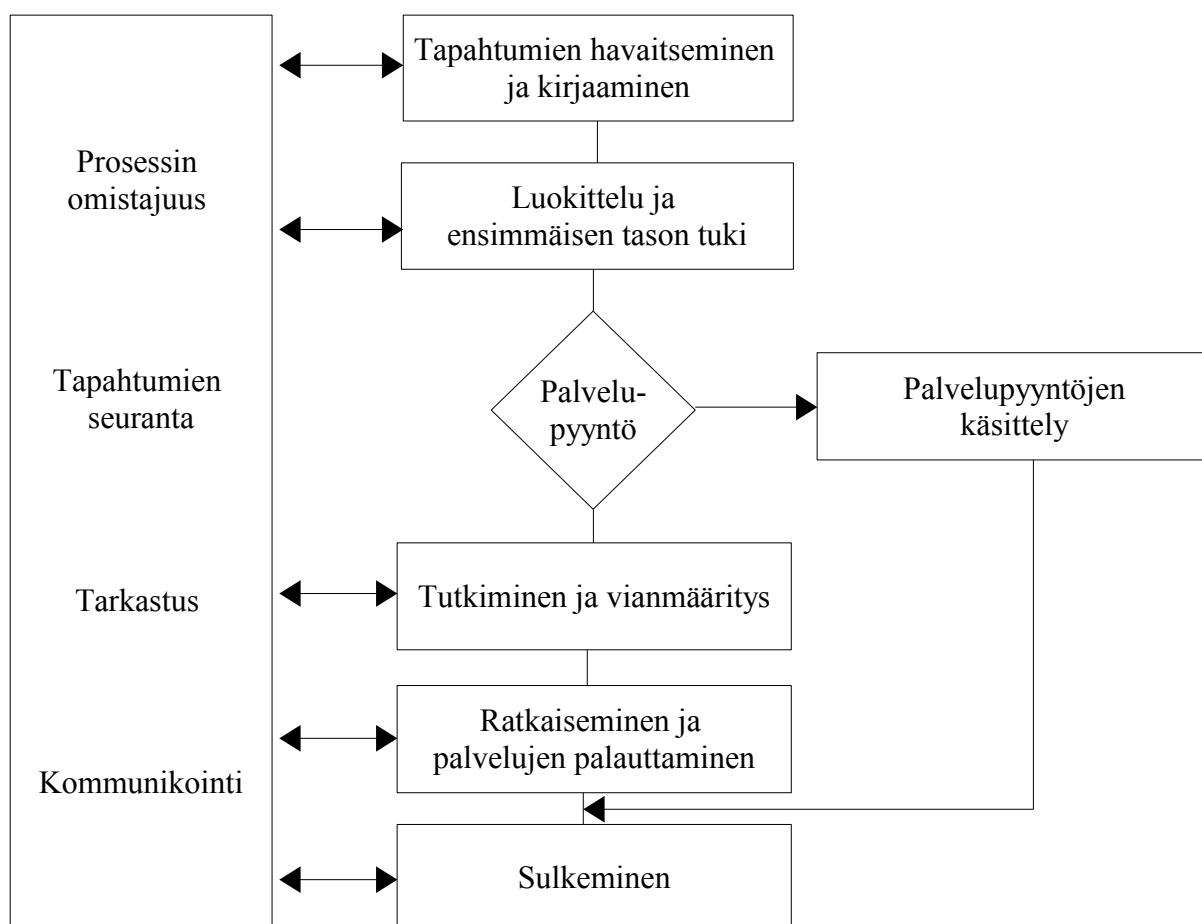 Tapahtumien havaitseminen
ja kirjaaminen
Prosessin
omistajuus
Luokittelu ja
ensimmäisen tason tuki
Tapahtumien
seuranta
Palvelu-
pyyntö
Palvelupyyntöjen
käsittely
Tarkastus
Tutkiminen ja vianmääritys
Ratkaiseminen ja
palvelujen palauttaminen
Kommunikointi
Sulkeminen